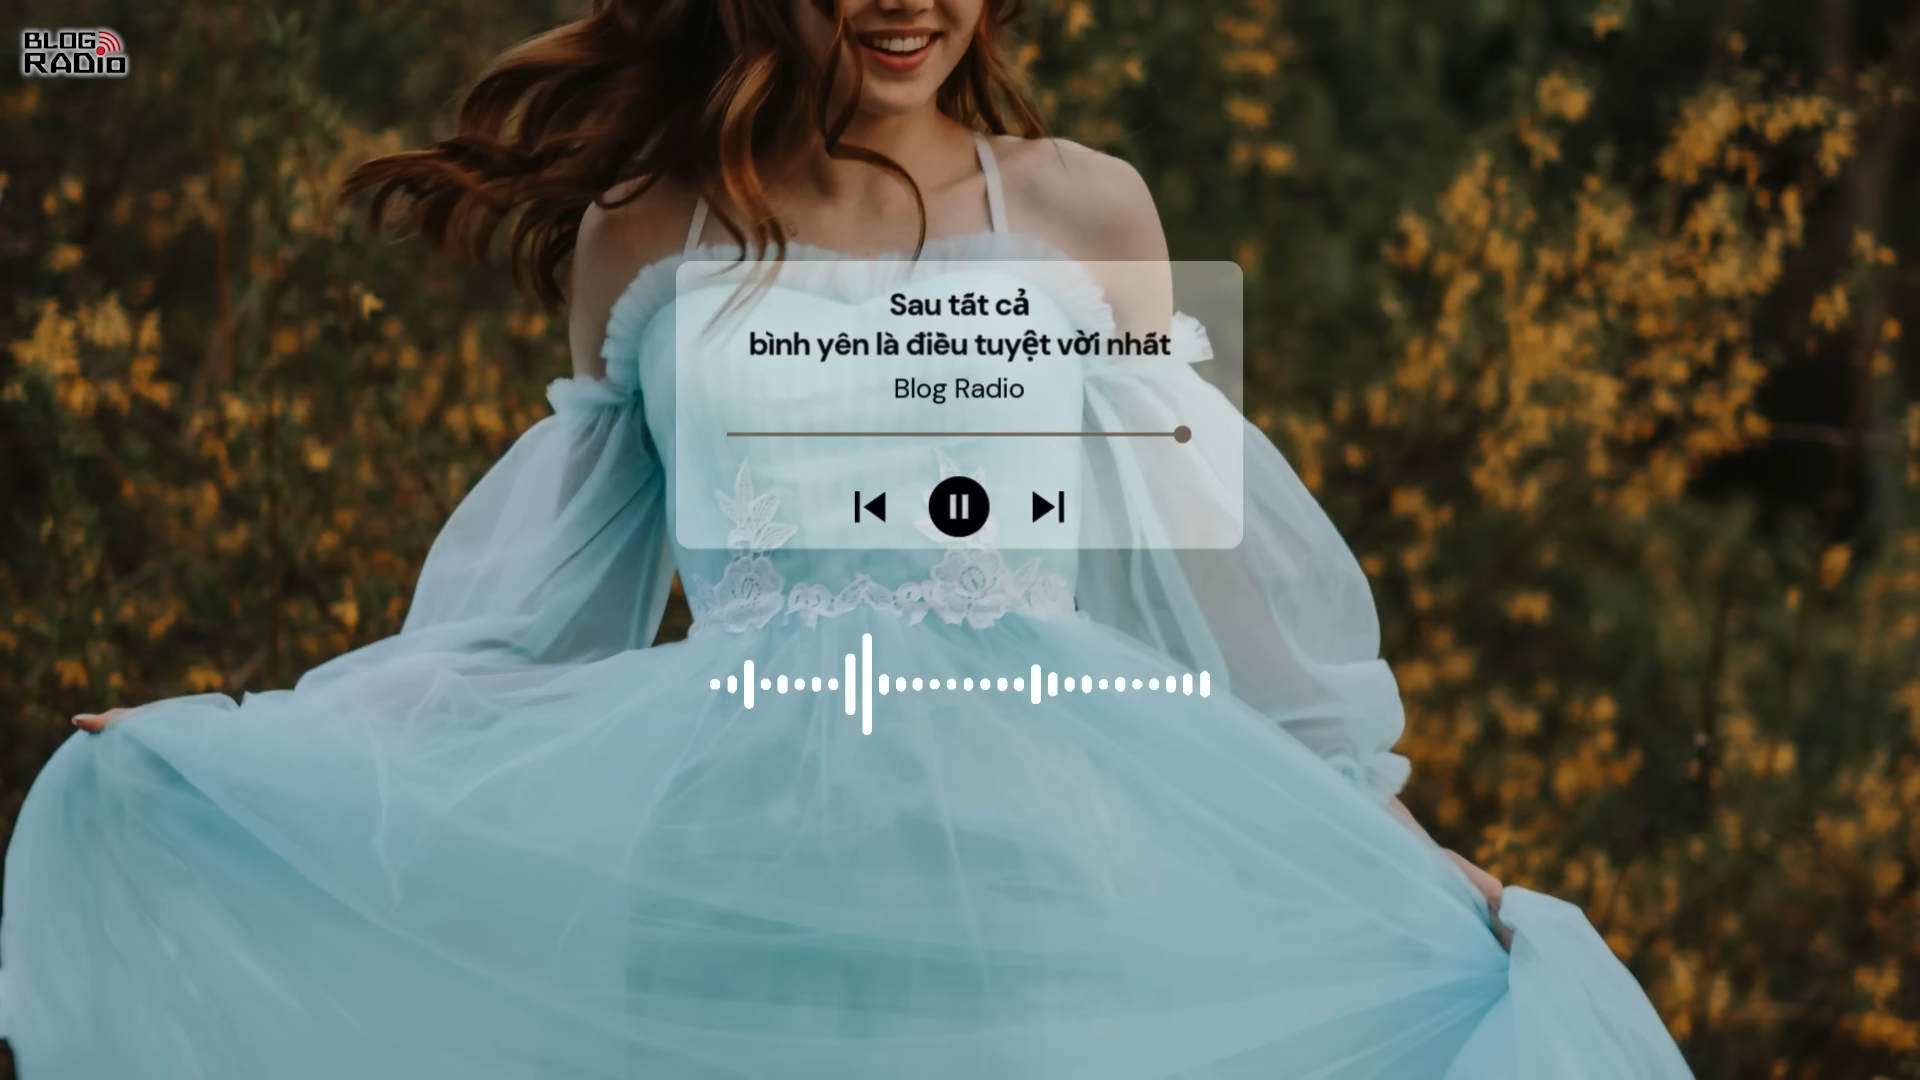 BLOG
RADIO
Sau tất cả
bình yên là điều tuyệt vời nhất
Blog Radio